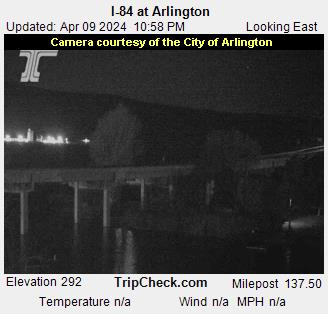 I-84 at Arlington
Updated: Apr 09 2024 10:58 PM Looking East
Camera courtesy of the City of Arlington
Elevation 292 TripCheck.com Milepost 137.50
Temperature n/a Wind n/a MPH n/a